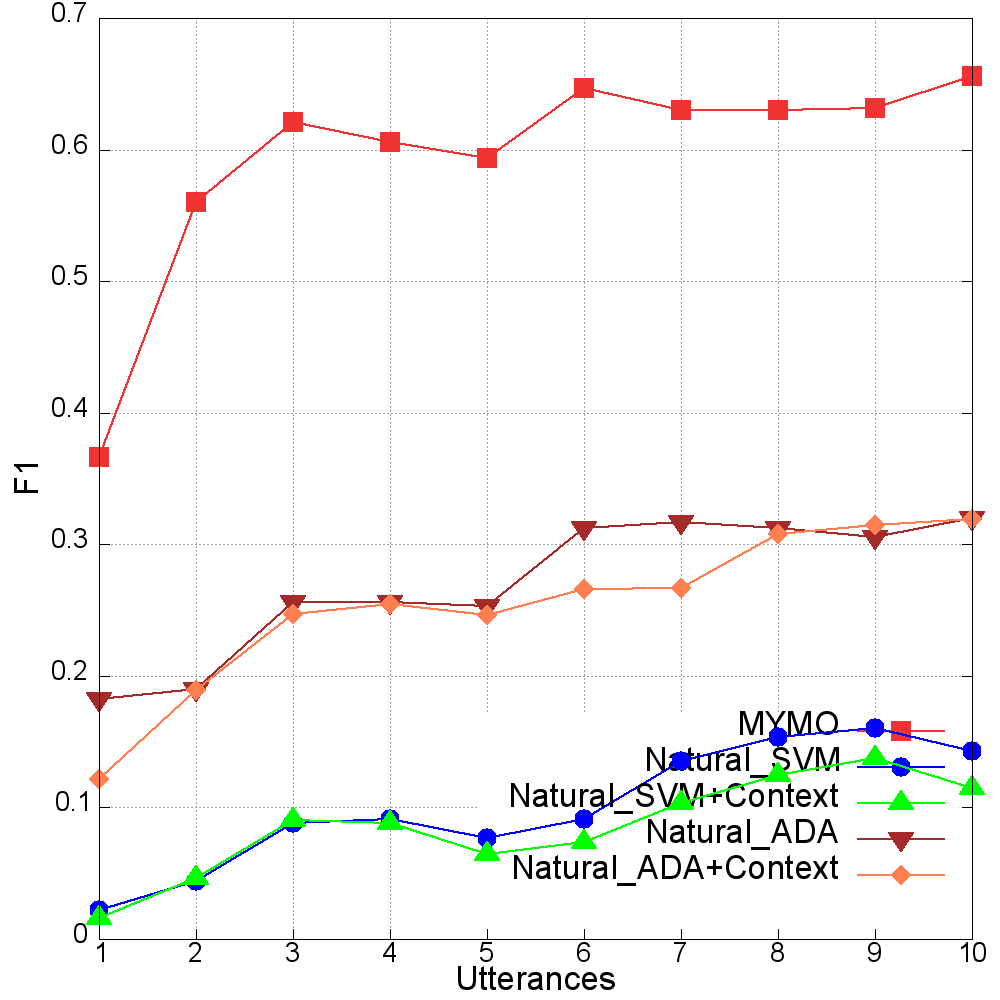 0.7
0.6
0.5
0.4
0.3
0.2
0.1
0
F1
MYMO
Natural_SVM
Natural_SVM+Context
Natural_ADA
Natural_ADA+Context
1 2 3 4 5 6 7 8 9 10
Utterances